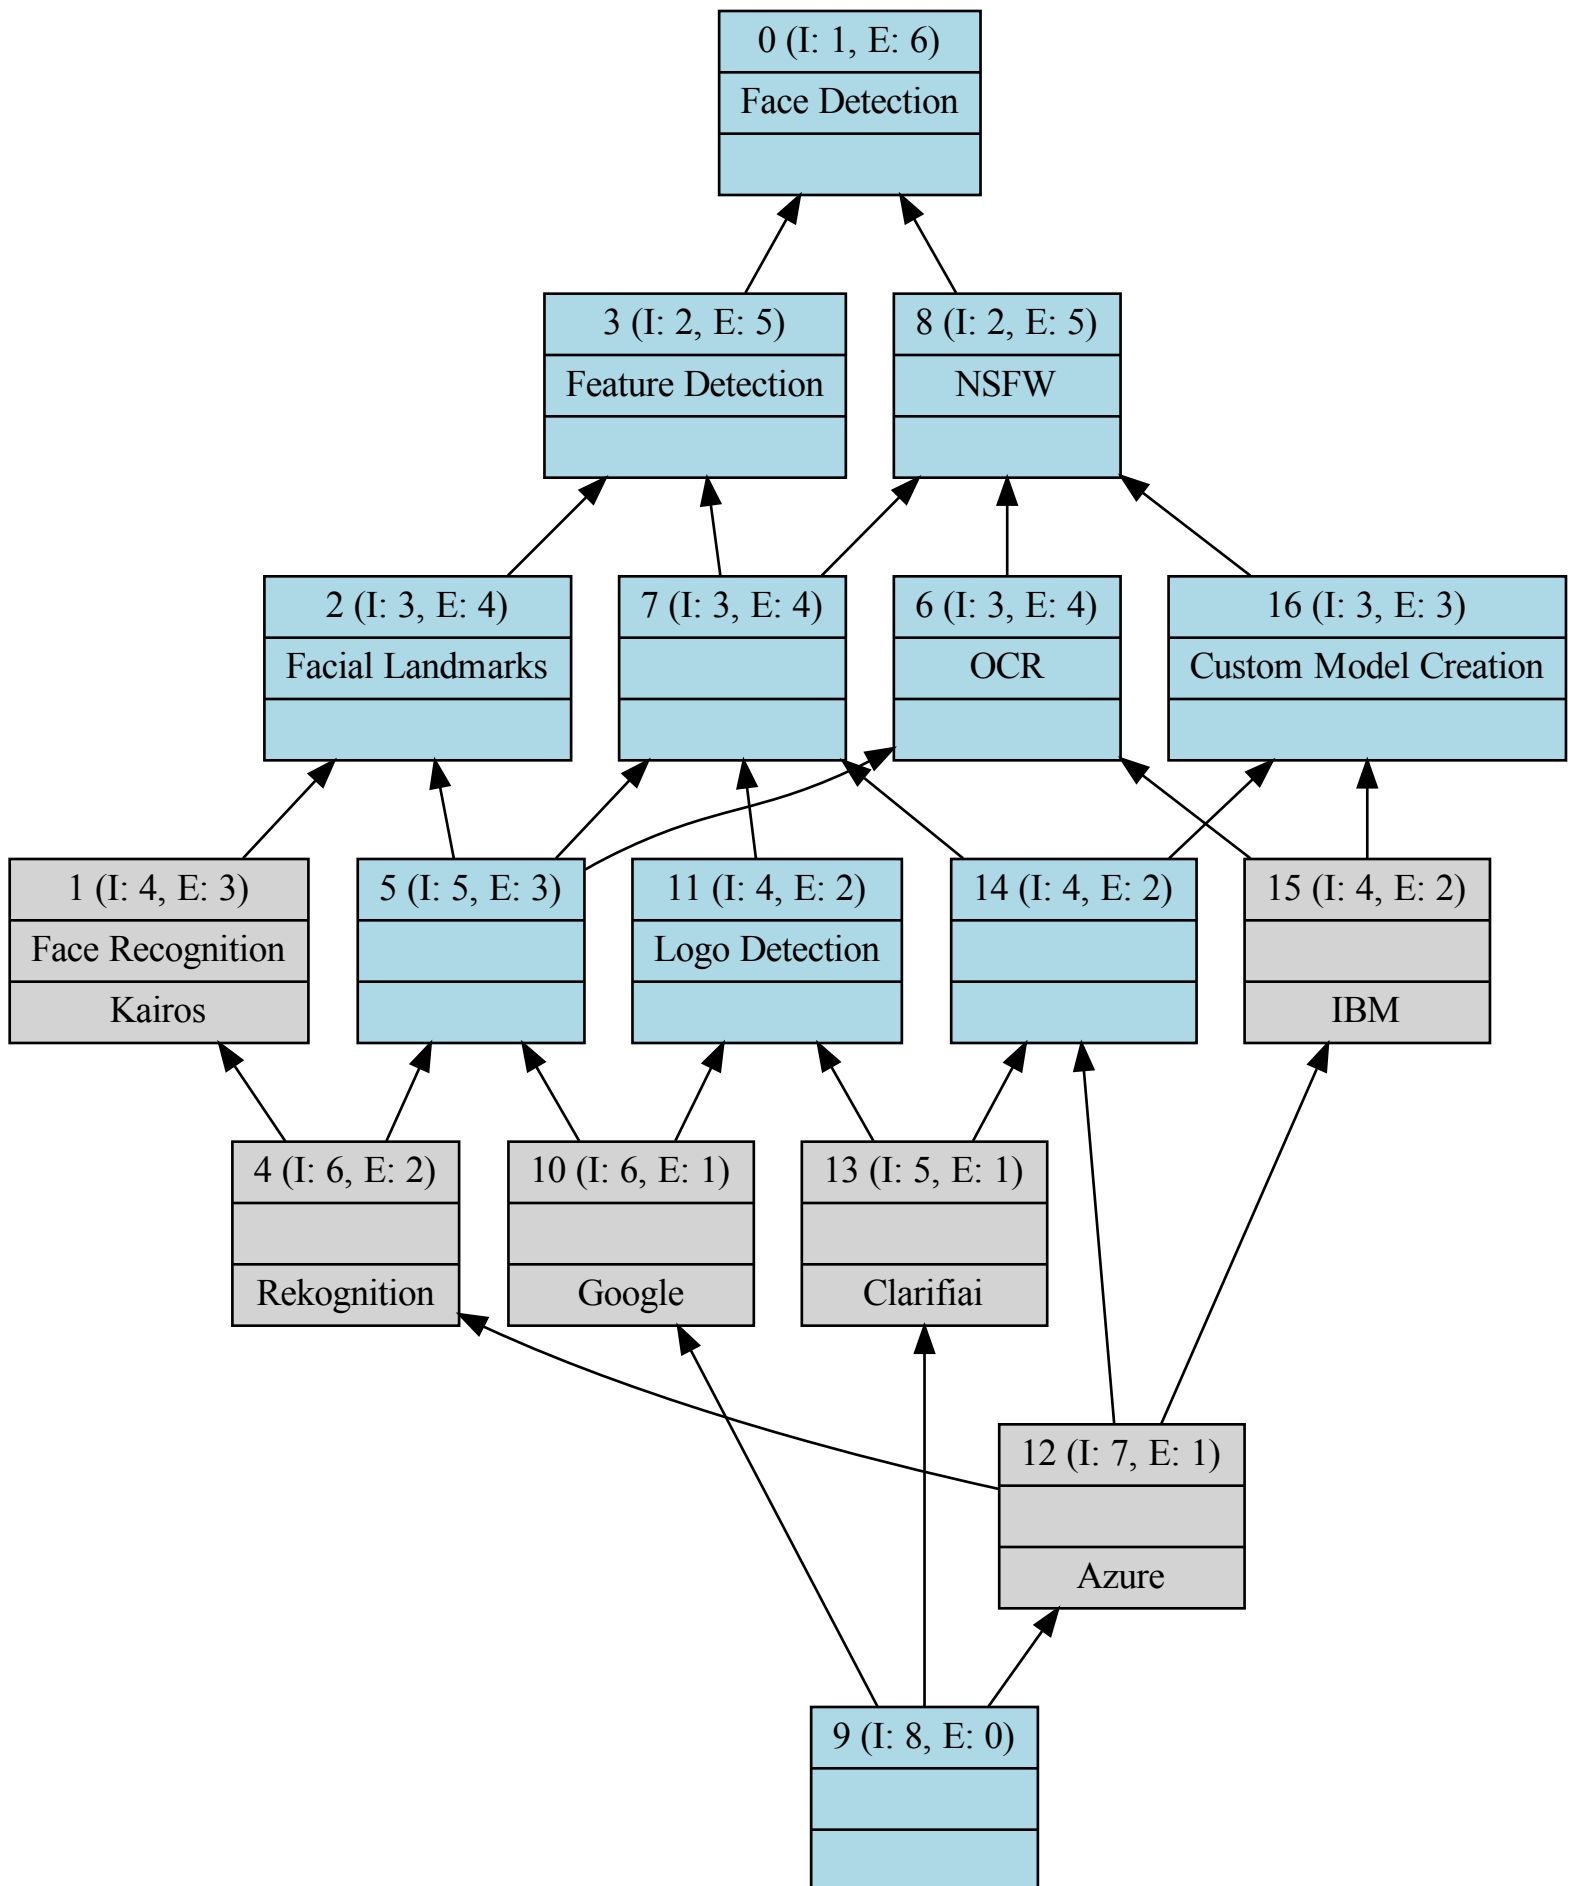 0 (I: 1, E: 6)
Face Detection
3 (I: 2, E: 5)
Feature Detection
8 (I: 2, E: 5)
NSFW
2 (I: 3, E: 4)
Facial Landmarks
7 (I: 3, E: 4)
6 (I: 3, E: 4)
OCR
16 (I: 3, E: 3)
Custom Model Creation
1 (I: 4, E: 3)
Face Recognition
Kairos
5 (I: 5, E: 3)
11 (I: 4, E: 2)
Logo Detection
14 (I: 4, E: 2)
15 (I: 4, E: 2)
IBM
4 (I: 6, E: 2)
Rekognition
10 (I: 6, E: 1)
Google
13 (I: 5, E: 1)
Clarifiai
12 (I: 7, E: 1)
Azure
9 (I: 8, E: 0)